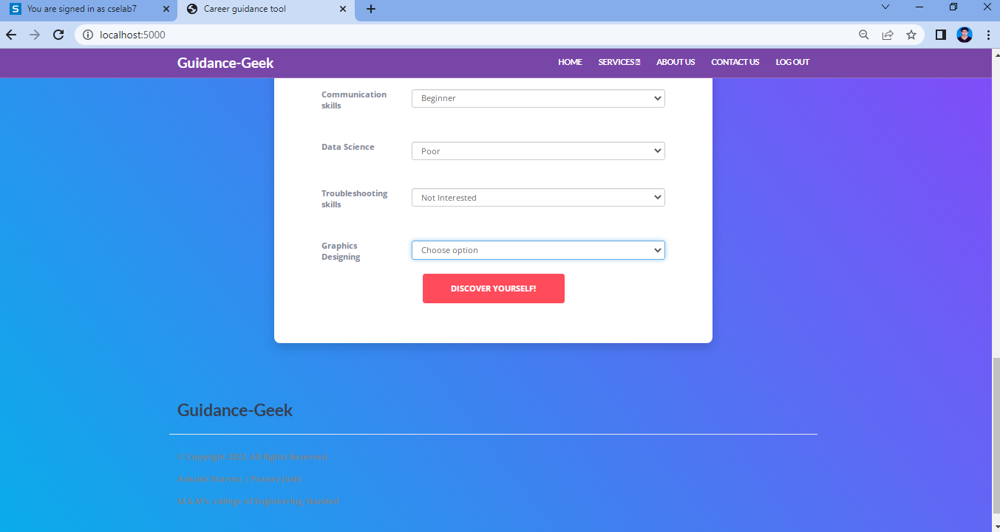 You are signed in as cselab7
Career guidance tool
localhost:5000
Guidance-Geek
HOME
SERVICES
ABOUT US
CONTACT US
LOG OUT
Communication
skills
Beginner
Data Science
Poor
Troubleshooting
skills
Not Interested
Graphics
Designing
Choose option
DISCOVER YOURSELF!
Guidance-Geek
© Copyright 2022. All Rights Reserved.
Ankush Sharma | Pranav Joshi
M.G.M's. college of Engineering, Nanded